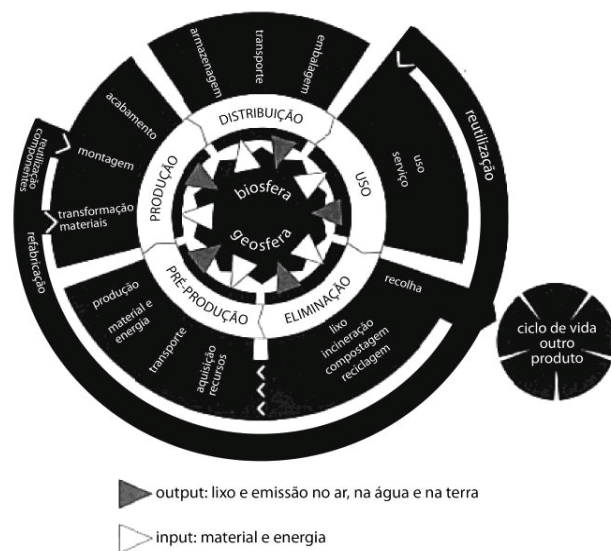 armazenagem
transporte
embalagem
DISTRIBUIÇÃO
acabamento
montagem
transformação
materiais
PRODUÇÃO
reutilização
componentes
refabricação
USO
uso
serviço
reutilização
biosfera
geosfera
PRÉ-PRODUÇÃO
produção
material e
energia
transporte
aquisição
recursos
ELIMINAÇÃO
recolha
lixo
incineração
compostagem
reciclagem
ciclo de vida
outro
produto
output: lixo e emissão no ar, na água e na terra
input: material e energia